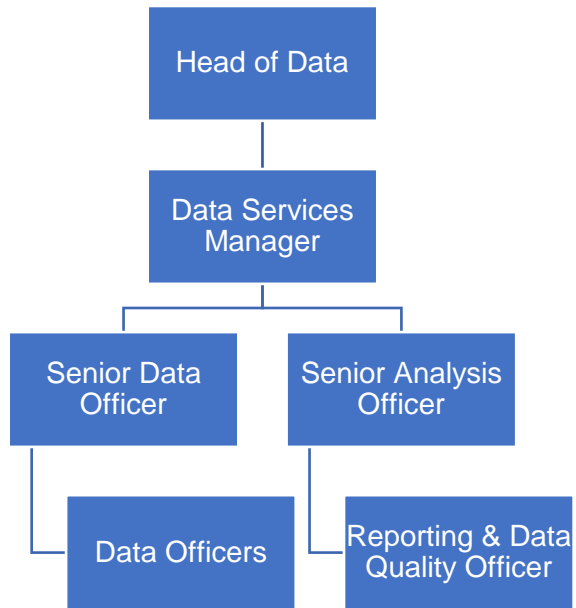 Head of Data
Data Services
Manager
Senior Data
Officer
Senior Analysis
Officer
Data Officers
Reporting & Data
Quality Officer